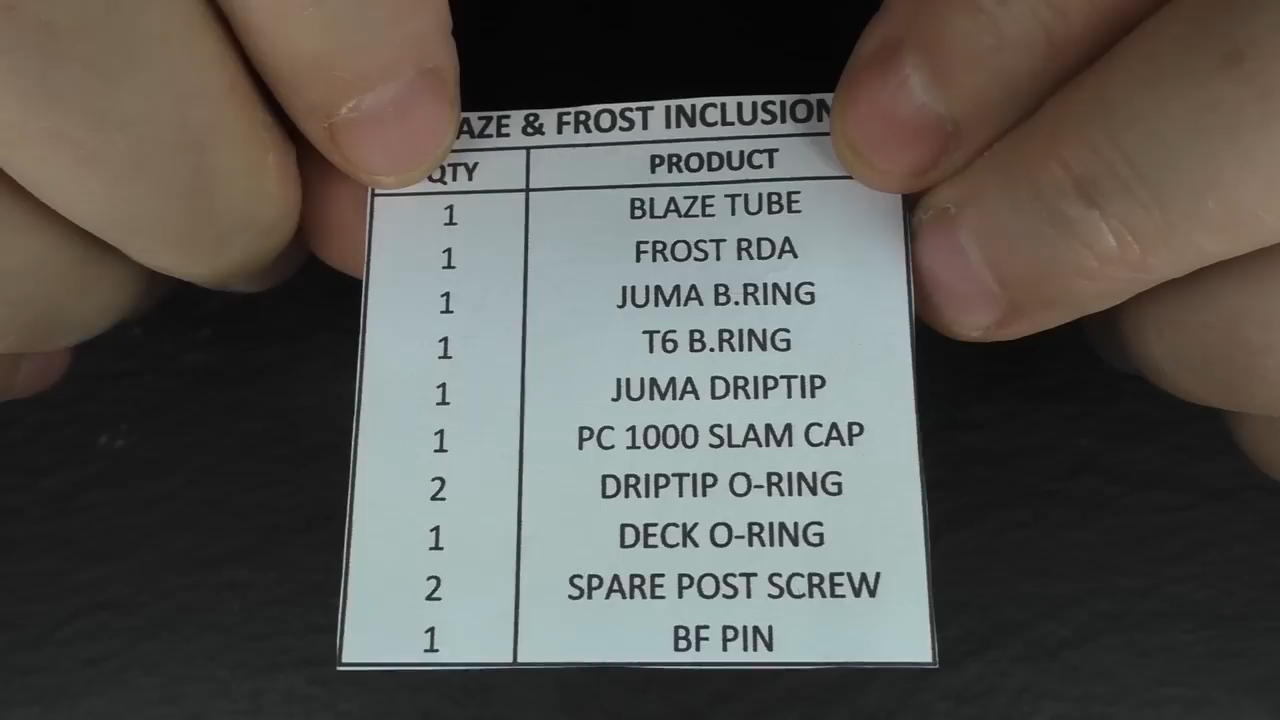 AZE & FROST INCLUSION
QTY PRODUCT
1 BLAZE TUBE
1 FROST RDA
1 JUMA B.RING
1 T6 B.RING
1 JUMA DRIPTIP
1 PC 1000 SLAM CAP
2 DRIPTIP O-RING
1 DECK O-RING
2 SPARE POST SCREW
1 BF PIN